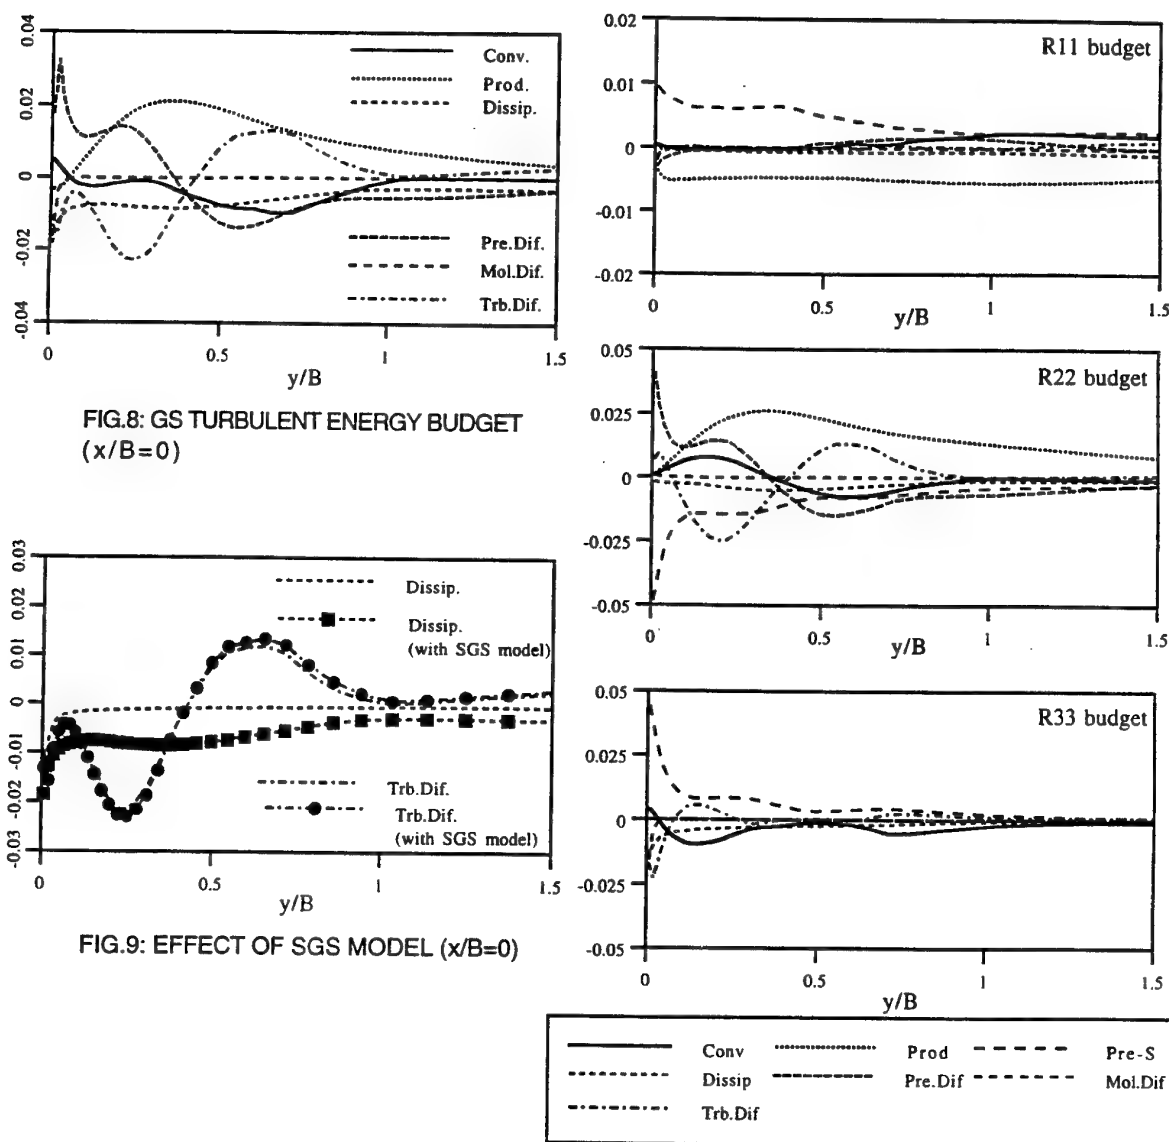 0.04
0.02
0
-0.02
-0.04
Conv.
Prod.
Dissip.
Pre.Dif.
Mol.Dif.
Trb.Dif.
0
0.5
1
1.5
y/B
FIG.8: GS TURBULENT ENERGY BUDGET
(x/B=0)
0.03
0.02
0.01
0
-0.01
-0.02
-0.03
Dissip.
Dissip.
(with SGS model)
Trb.Dif.
Trb.Dif.
(with SGS model)
0
0.5
1
1.5
y/B
FIG.9: EFFECT OF SGS MODEL (x/B=0)
0.02
0.01
0
-0.01
-0.02
R11 budget
0
0.5
1
1.5
y/B
0.05
0.025
0
-0.025
-0.05
R22 budget
0
0.5
1
1.5
y/B
0.05
0.025
0
-0.025
-0.05
R33 budget
0
0.5
1
1.5
y/B
Conv Prod Pre-S
Dissip Pre.Dif Mol.Dif
Trb.Dif